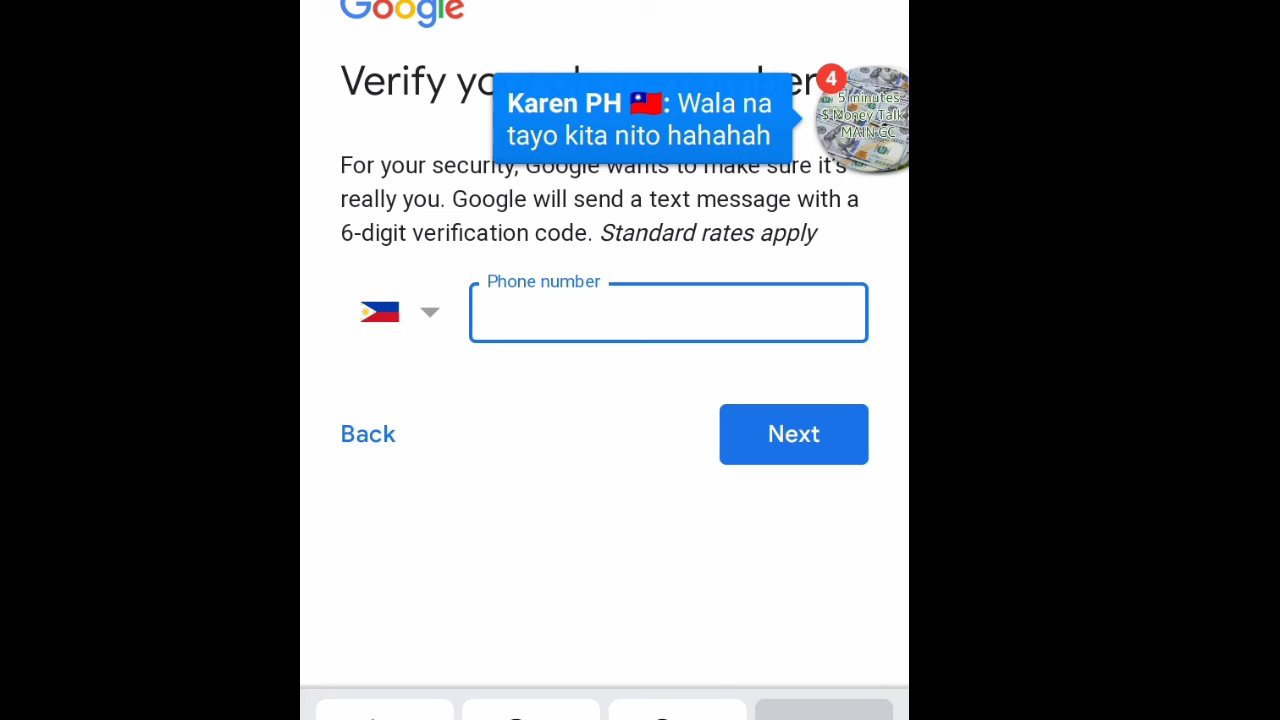 Google
Verify yo
number
4
Karen PH 🇹🇼: Wala na
tayo kita nito hahahah
5 minutes
$ Money Talk
MAIN GC
For your security, Google wants to make sure it's
really you. Google will send a text message with a
6-digit verification code. Standard rates apply
Phone number
Back
Next